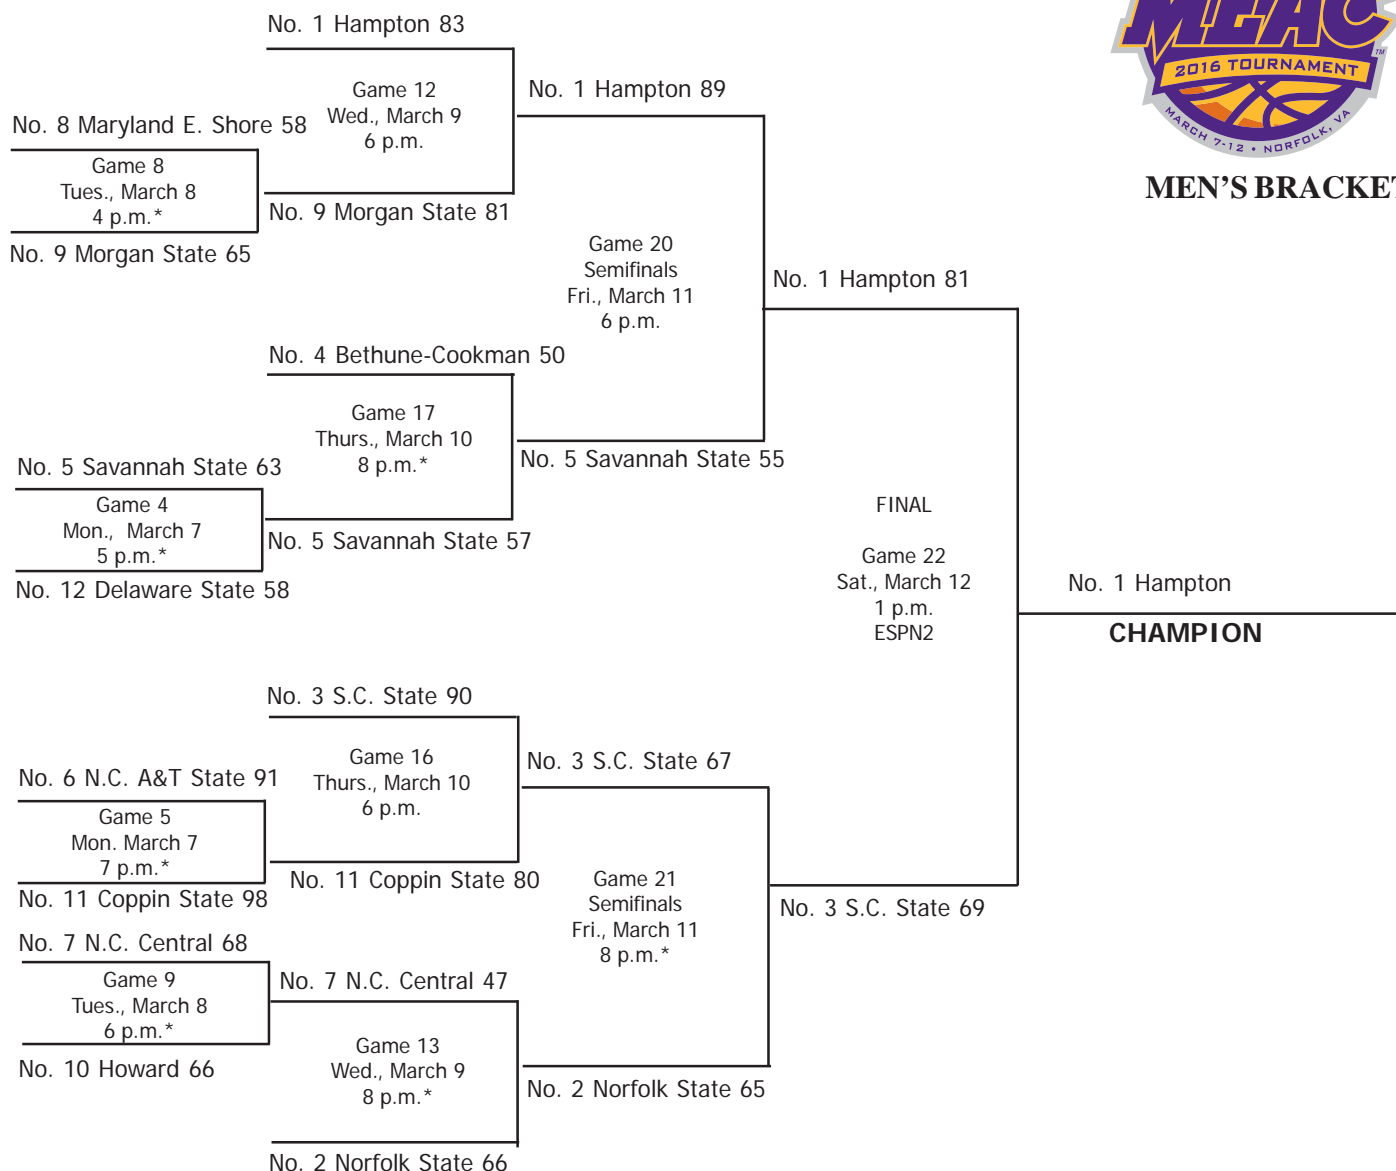 MEAC
TM
2016 TOURNAMENT
MARCH 7-12 • NORFOLK, VA
MEN'S BRACKET
No. 1 Hampton 83
Game 12
Wed., March 9
6 p.m.
No. 1 Hampton 89
No. 8 Maryland E. Shore 58
Game 8
Tues., March 8
4 p.m.*
No. 9 Morgan State 81
No. 9 Morgan State 65
Game 20
Semifinals
Fri., March 11
6 p.m.
No. 1 Hampton 81
No. 4 Bethune-Cookman 50
Game 17
Thurs., March 10
8 p.m.*
No. 5 Savannah State 55
No. 5 Savannah State 63
Game 4
Mon., March 7
5 p.m.*
No. 5 Savannah State 57
No. 12 Delaware State 58
FINAL
Game 22
Sat., March 12
1 p.m.
ESPN2
No. 1 Hampton
CHAMPION
No. 3 S.C. State 90
Game 16
Thurs., March 10
6 p.m.
No. 3 S.C. State 67
No. 6 N.C. A&T State 91
Game 5
Mon. March 7
7 p.m.*
No. 11 Coppin State 80
No. 11 Coppin State 98
Game 21
Semifinals
Fri., March 11
8 p.m.*
No. 3 S.C. State 69
No. 7 N.C. Central 68
Game 9
Tues., March 8
6 p.m.*
No. 7 N.C. Central 47
No. 10 Howard 66
Game 13
Wed., March 9
8 p.m.*
No. 2 Norfolk State 65
No. 2 Norfolk State 66